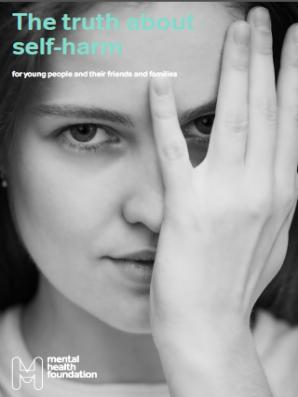 The truth about
self-harm
for young people and their friends and families
mental
health
foundation